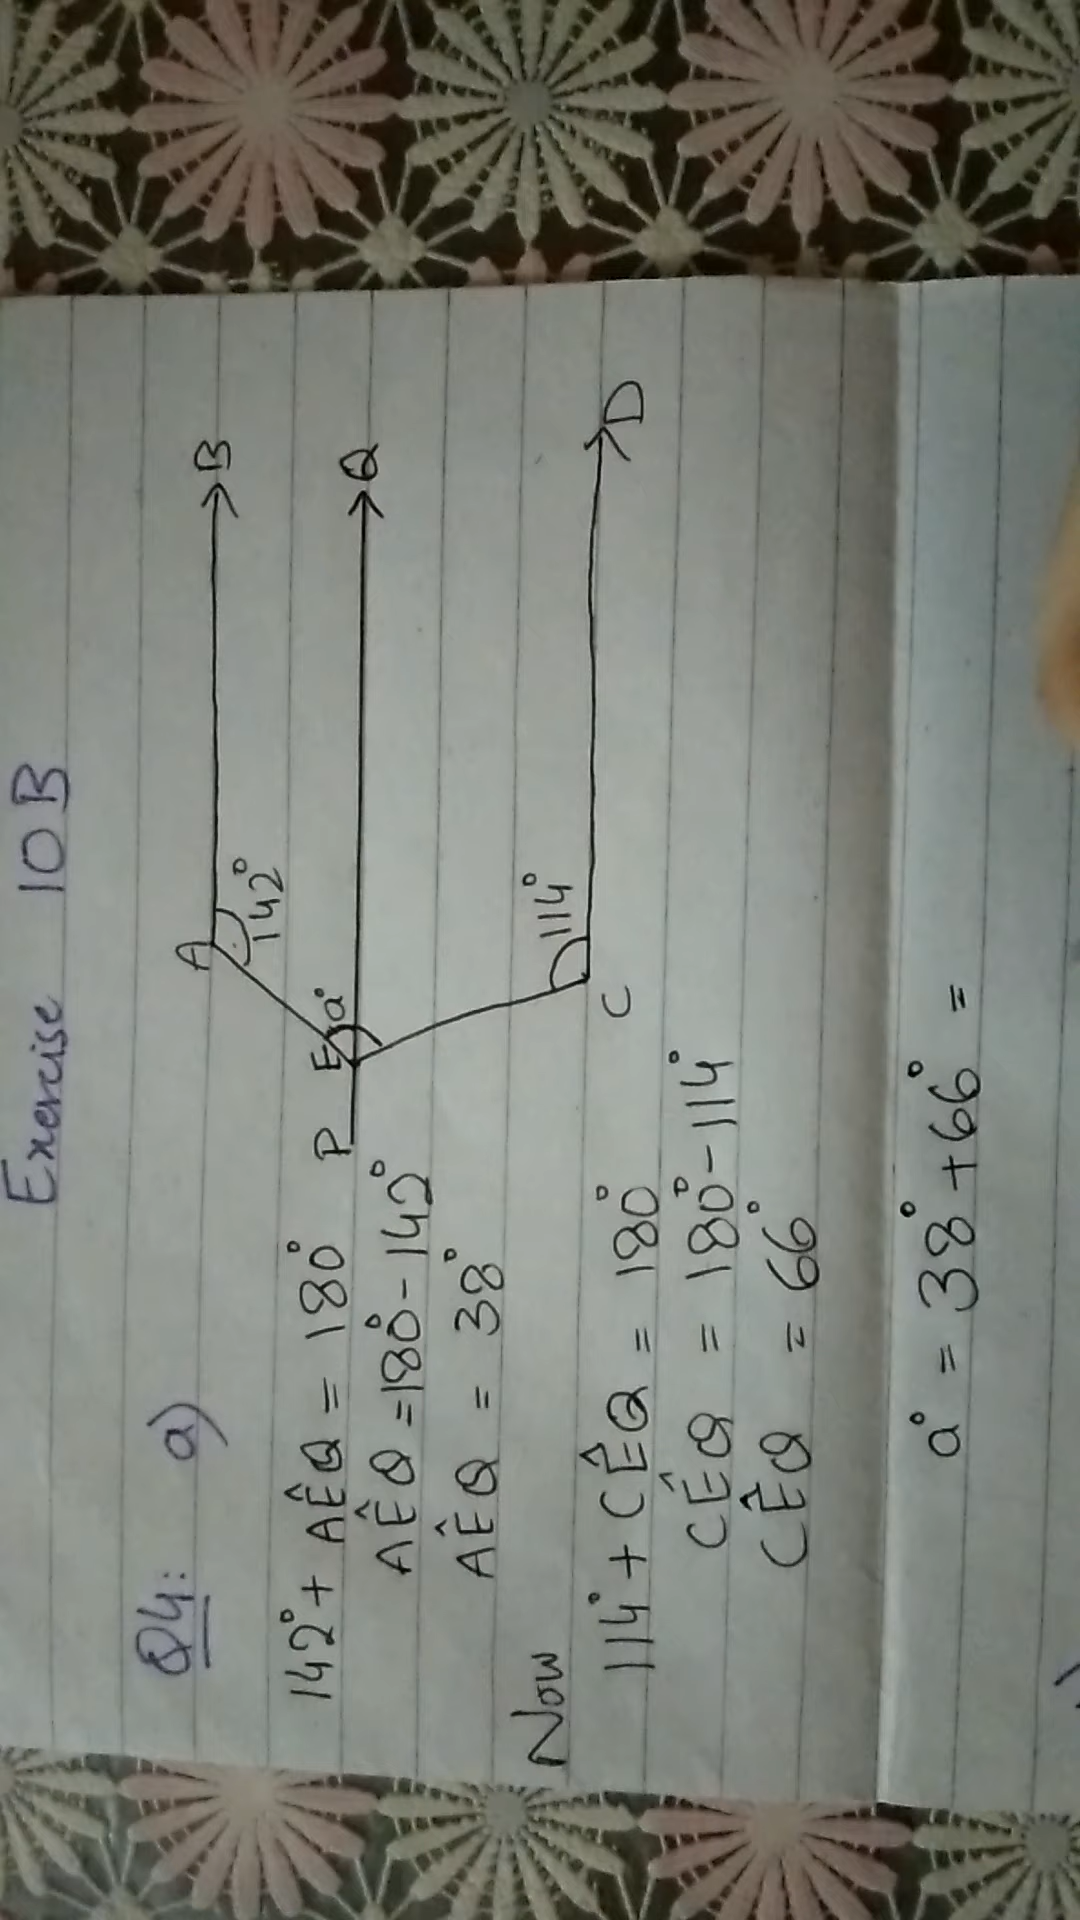 Exercise 10B
Q4: a)
A B
142°
P E a° Q
114°
C D
142° + AÊQ = 180°
AÊQ = 180° - 142°
AÊQ = 38°
Now
114° + CÊQ = 180°
CÊQ = 180° - 114°
CÊQ = 66°
a° = 38° + 66° =